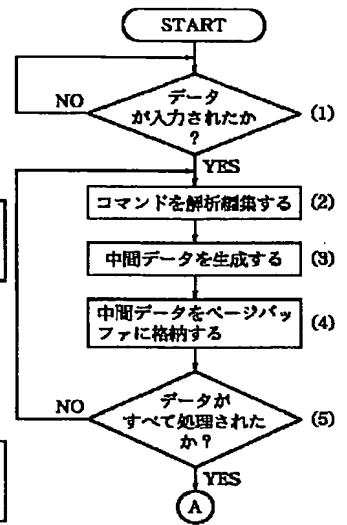 START
NO
データ
が入力されたか
?
(1)
YES
コマンドを解析編集する
(2)
中間データを生成する
(3)
中間データをページバッ
ファに格納する
(4)
NO
データが
すべて処理された
か?
(5)
YES
A